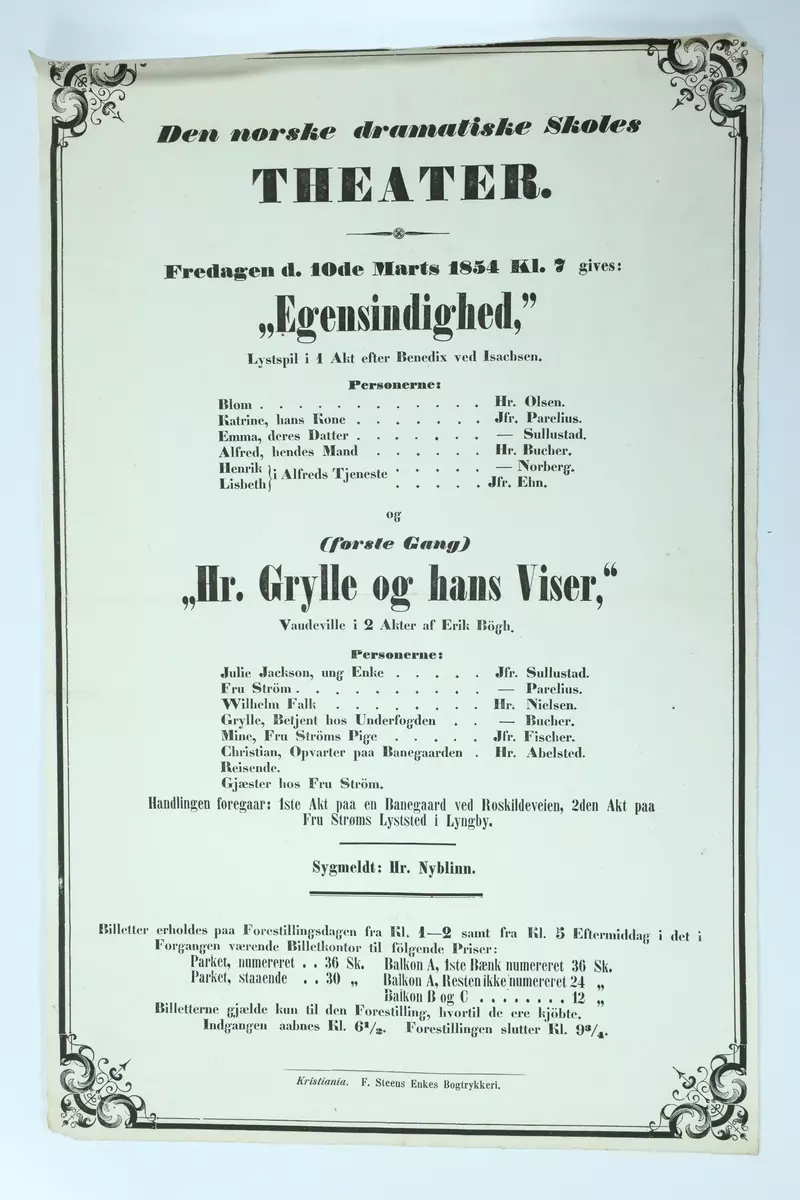 Den norske dramatiske Skoles
THEATER.
Fredagen d. 10de Marts 1854 Kl. 7 gives:
„Egensindighed,”
Lystspil i 1 Akt efter Benedix ved Isachsen.
Personerne:
Blom . . . . . . . . . . . . Hr. Olsen.
Katrine, hans Kone . . . . . . . Jfr. Parelius.
Emma, deres Datter . . . . . . . — Sullustad.
Alfred, hendes Mand . . . . . . Hr. Bucher.
Henrik } i Alfreds Tjeneste . . . . . — Norberg.
Lisbeth } . . . . . Jfr. Ehn.
og
(første Gang)
„Hr. Grylle og hans Viser,“
Vaudeville i 2 Akter af Erik Bögh.
Personerne:
Julie Jackson, ung Enke . . . . . Jfr. Sullustad.
Fru Ström . . . . . . . . . . — Parelius.
Wilhelm Falk . . . . . . . . Hr. Nielsen.
Grylle, Betjent hos Underfogden . . — Bucher.
Mine, Fru Ströms Pige . . . . . Jfr. Fischer.
Christian, Opvarter paa Banegaarden . Hr. Abelsted.
Reisende.
Gjæster hos Fru Ström.
Handlingen foregaar: 1ste Akt paa en Banegaard ved Roskildeveien, 2den Akt paa
Fru Strøms Lyststed i Lyngby.
Sygmeldt: Hr. Nyblinn.
Billetter erholdes paa Forestillingsdagen fra Kl. 1—2 samt fra Kl. 5 Eftermiddag i det i
Forgangen værende Billetkontor til fölgende Priser:
Parket, numereret . . 36 Sk. Balkon A, 1ste Bænk numereret 36 Sk.
Parket, staaende . . 30 „ Balkon A, Resten ikke numereret 24 „
Balkon B og C . . . . . . . . 12 „
Billetterne gjælde kun til den Forestilling, hvortil de ere kjöbte.
Indgangen aabnes Kl. 6½. Forestillingen slutter Kl. 9¾.
Kristiania. F. Steens Enkes Bogtrykkeri.